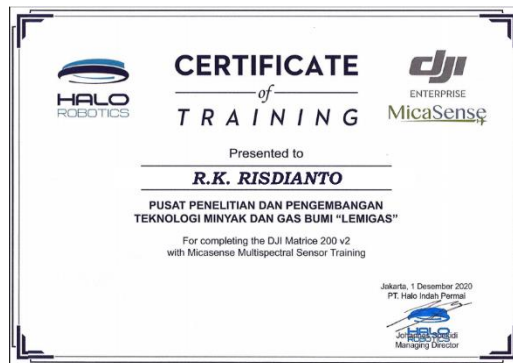 HALO
ROBOTICS
CERTIFICATE
of
TRAINING
dji
ENTERPRISE
MicaSense
Presented to
R.K. RISDIANTO
PUSAT PENELITIAN DAN PENGEMBANGAN
TEKNOLOGI MINYAK DAN GAS BUMI "LEMIGAS"
For completing the DJI Matrice 200 v2
with Micasense Multispectral Sensor Training
Jakarta, 1 Desember 2020
PT. Halo Indah Permai
HALO
ROBOTICS
Managing Director